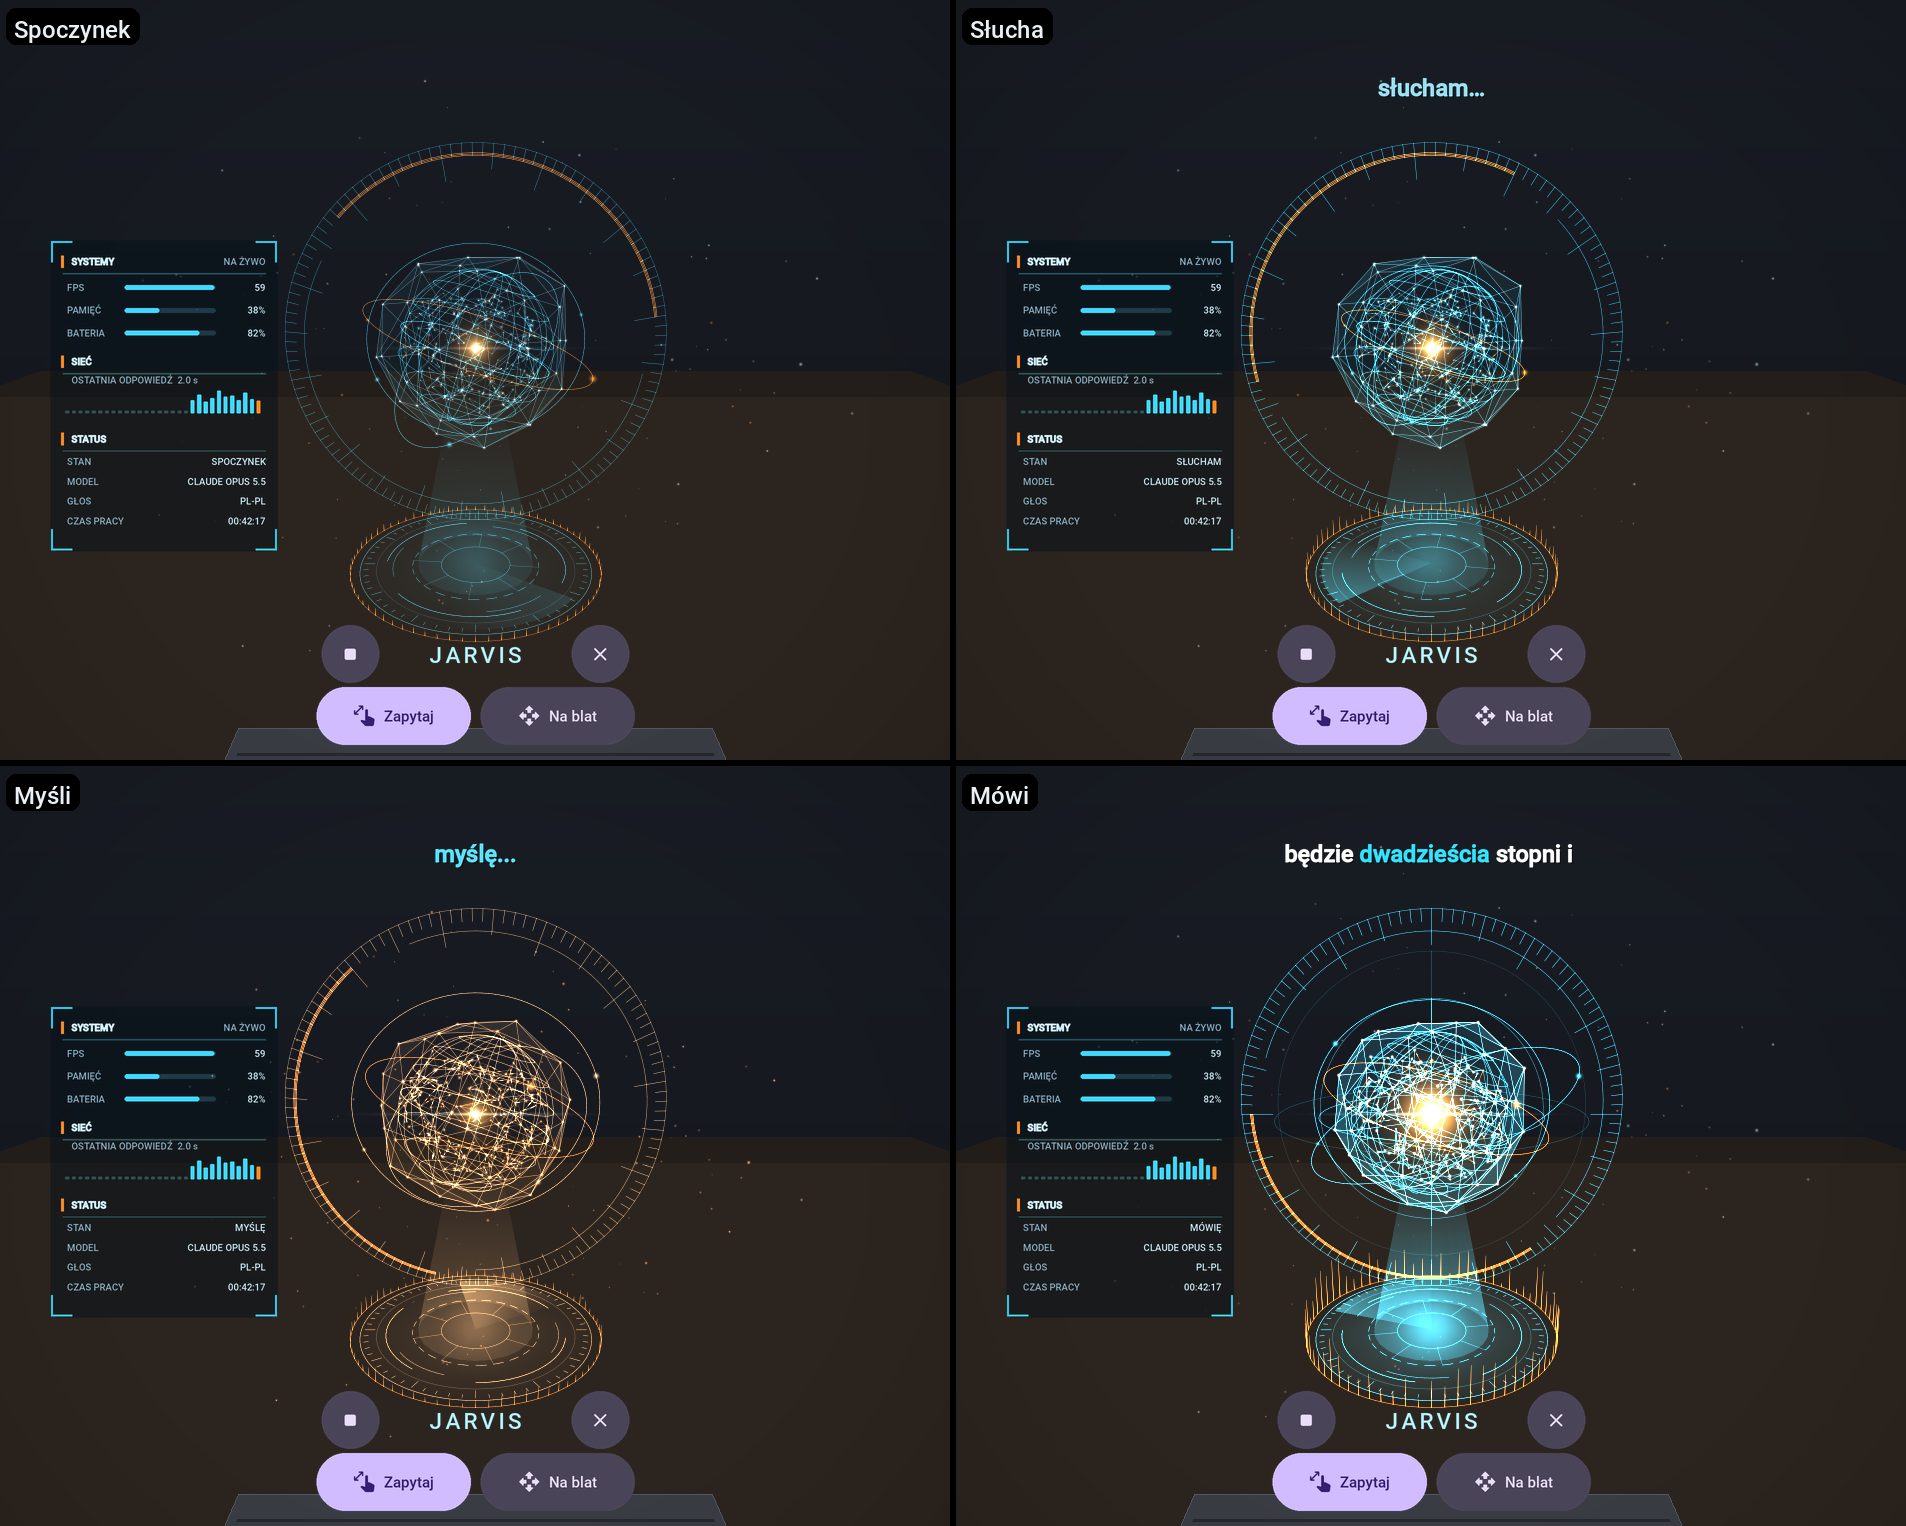 Spoczynek
SYSTEMY NA ŻYWO
FPS 59
PAMIĘĆ 38%
BATERIA 82%
SIEĆ
OSTATNIA ODPOWIEDŹ 2.0 s
STATUS
STAN SPOCZYNEK
MODEL CLAUDE OPUS 5.5
GŁOS PL-PL
CZAS PRACY 00:42:17
JARVIS
Zapytaj Na blat
Słucha
słucham...
SYSTEMY NA ŻYWO
FPS 59
PAMIĘĆ 38%
BATERIA 82%
SIEĆ
OSTATNIA ODPOWIEDŹ 2.0 s
STATUS
STAN SŁUCHAM
MODEL CLAUDE OPUS 5.5
GŁOS PL-PL
CZAS PRACY 00:42:17
JARVIS
Zapytaj Na blat
Myśli
myślę...
SYSTEMY NA ŻYWO
FPS 59
PAMIĘĆ 38%
BATERIA 82%
SIEĆ
OSTATNIA ODPOWIEDŹ 2.0 s
STATUS
STAN MYŚLĘ
MODEL CLAUDE OPUS 5.5
GŁOS PL-PL
CZAS PRACY 00:42:17
JARVIS
Zapytaj Na blat
Mówi
będzie dwadzieścia stopni i
SYSTEMY NA ŻYWO
FPS 59
PAMIĘĆ 38%
BATERIA 82%
SIEĆ
OSTATNIA ODPOWIEDŹ 2.0 s
STATUS
STAN MÓWIĘ
MODEL CLAUDE OPUS 5.5
GŁOS PL-PL
CZAS PRACY 00:42:17
JARVIS
Zapytaj Na blat